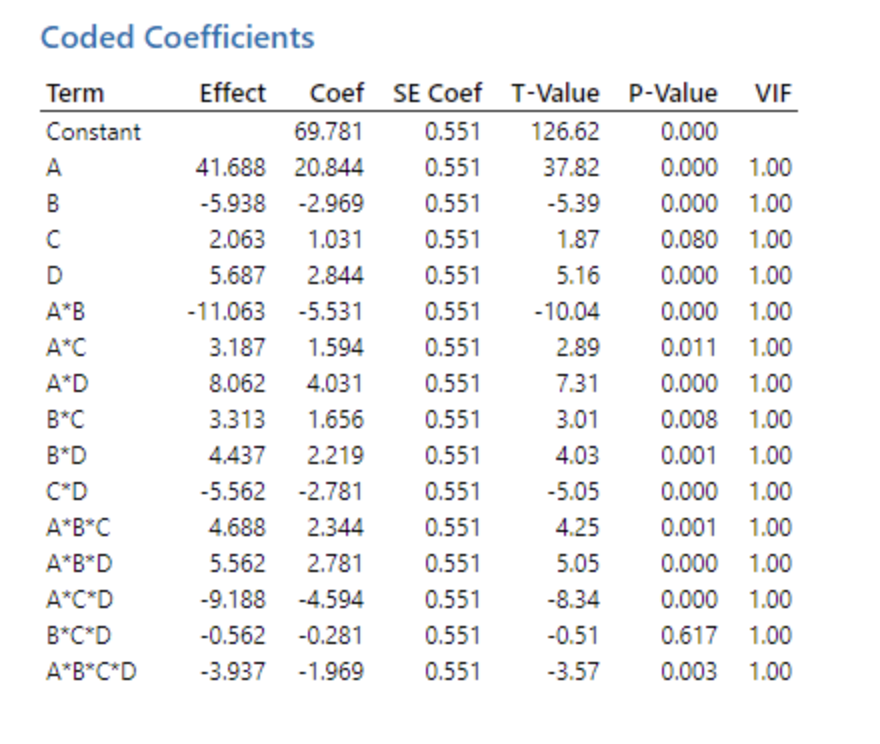 Coded Coefficients
Term Effect Coef SE Coef T-Value P-Value VIF
Constant 69.781 0.551 126.62 0.000
A 41.688 20.844 0.551 37.82 0.000 1.00
B -5.938 -2.969 0.551 -5.39 0.000 1.00
C 2.063 1.031 0.551 1.87 0.080 1.00
D 5.687 2.844 0.551 5.16 0.000 1.00
A*B -11.063 -5.531 0.551 -10.04 0.000 1.00
A*C 3.187 1.594 0.551 2.89 0.011 1.00
A*D 8.062 4.031 0.551 7.31 0.000 1.00
B*C 3.313 1.656 0.551 3.01 0.008 1.00
B*D 4.437 2.219 0.551 4.03 0.001 1.00
C*D -5.562 -2.781 0.551 -5.05 0.000 1.00
A*B*C 4.688 2.344 0.551 4.25 0.001 1.00
A*B*D 5.562 2.781 0.551 5.05 0.000 1.00
A*C*D -9.188 -4.594 0.551 -8.34 0.000 1.00
B*C*D -0.562 -0.281 0.551 -0.51 0.617 1.00
A*B*C*D -3.937 -1.969 0.551 -3.57 0.003 1.00